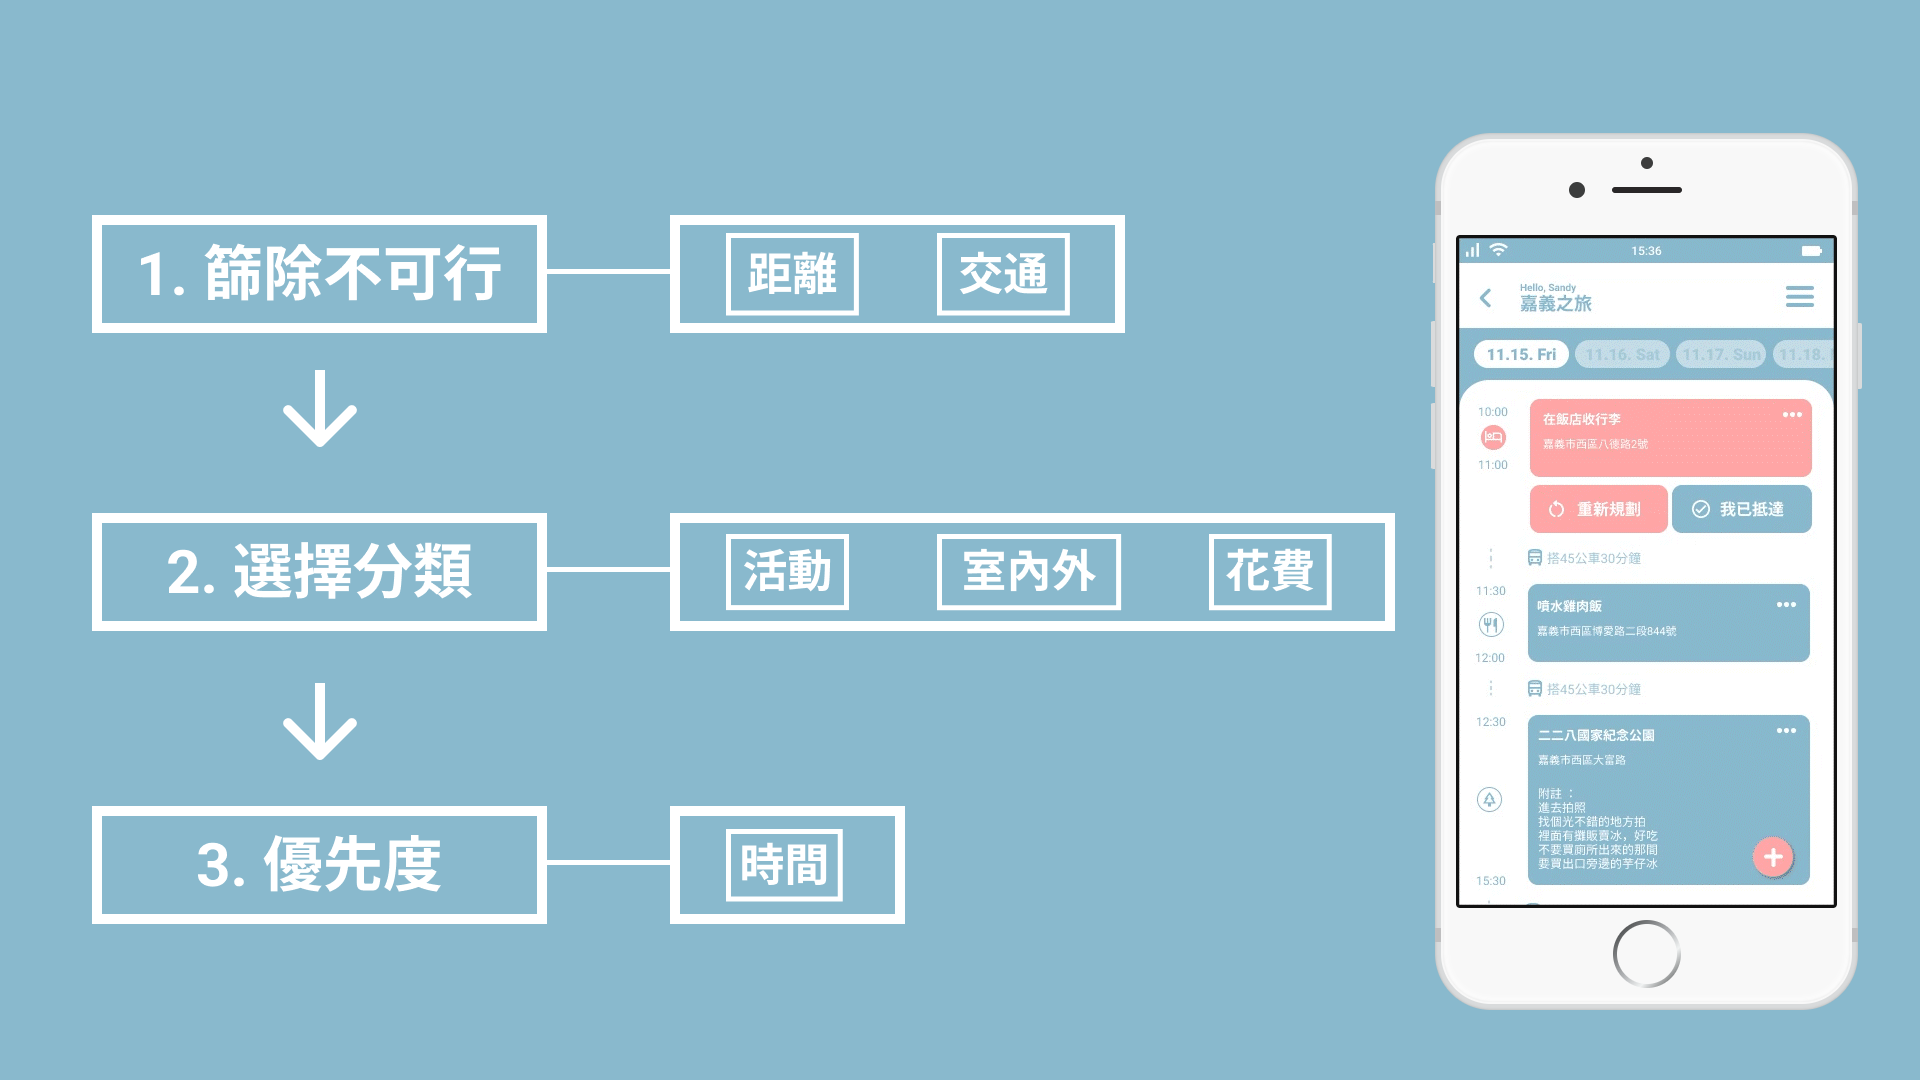 1. 篩除不可行
距離
交通
2. 選擇分類
活動
室內外
花費
3. 優先度
時間
15:36
Hello, Sandy
嘉義之旅
11.15. Fri
11.16. Sat
11.17. Sun
11.18.
10:00
在飯店收行李
嘉義市西區八德路2號
11:00
重新規劃
我已抵達
搭45公車30分鐘
11:30
噴水雞肉飯
嘉義市西區博愛路二段844號
12:00
搭45公車30分鐘
12:30
二二八國家紀念公園
嘉義市西區大富路
附註：
進去拍照
找個光不錯的地方拍
裡面有攤販賣冰，好吃
不要買廁所出來的那間
要買出口旁邊的芋仔冰
15:30